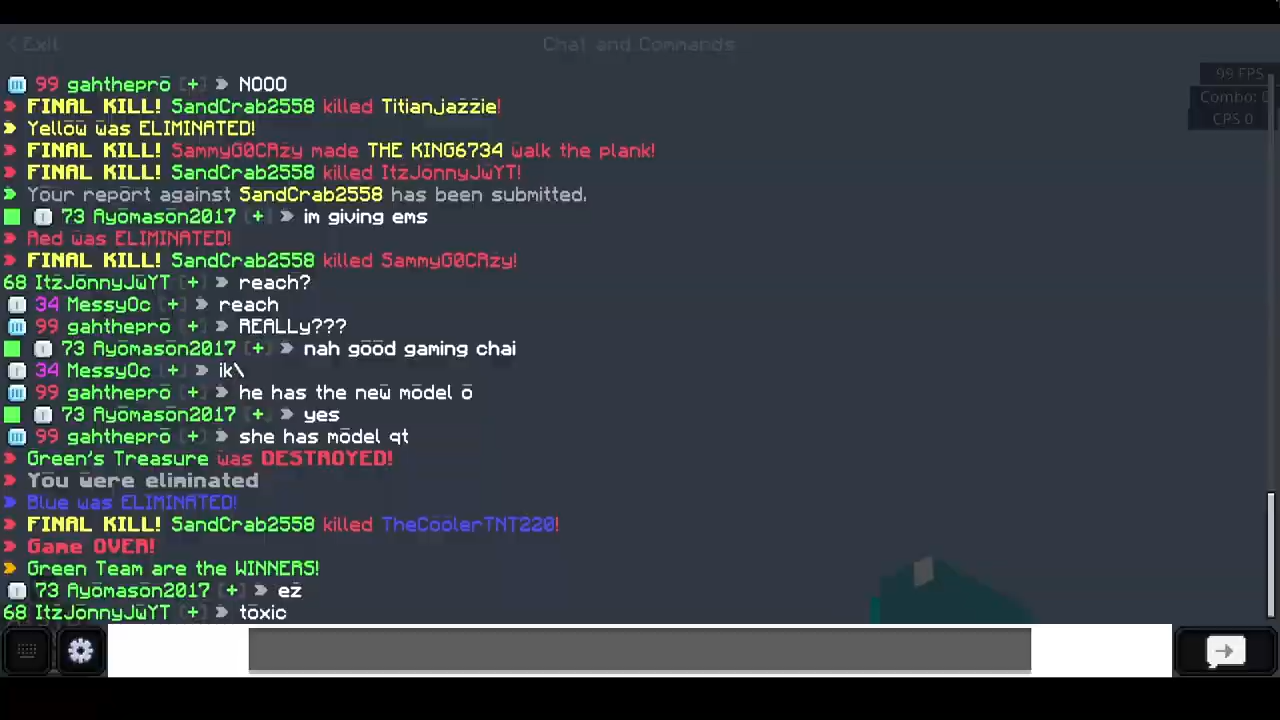 < Exit
Chat and Commands
99 FPS
Combo: 0
CPS 0
99 gahthepro [+] » NOOO
» FINAL KILL! SandCrab2558 killed Titianjazzie!
» Yellow was ELIMINATED!
» FINAL KILL! SammyG0CRzy made THE KING6734 walk the plank!
» FINAL KILL! SandCrab2558 killed ItzJonnyJwYT!
» Your report against SandCrab2558 has been submitted.
73 Ayomason2017 [+] » im giving ems
» Red was ELIMINATED!
» FINAL KILL! SandCrab2558 killed SammyG0CRzy!
68 ItzJonnyJwYT [+] » reach?
34 MessyOc [+] » reach
99 gahthepro [+] » REALLy???
73 Ayomason2017 [+] » nah good gaming chai
34 MessyOc [+] » ik\
99 gahthepro [+] » he has the new model o
73 Ayomason2017 [+] » yes
99 gahthepro [+] » she has model qt
» Green's Treasure was DESTROYED!
» You were eliminated
» Blue was ELIMINATED!
» FINAL KILL! SandCrab2558 killed TheCoolerTNT220!
» Game OVER!
» Green Team are the WINNERS!
73 Ayomason2017 [+] » ez
68 ItzJonnyJwYT [+] » toxic